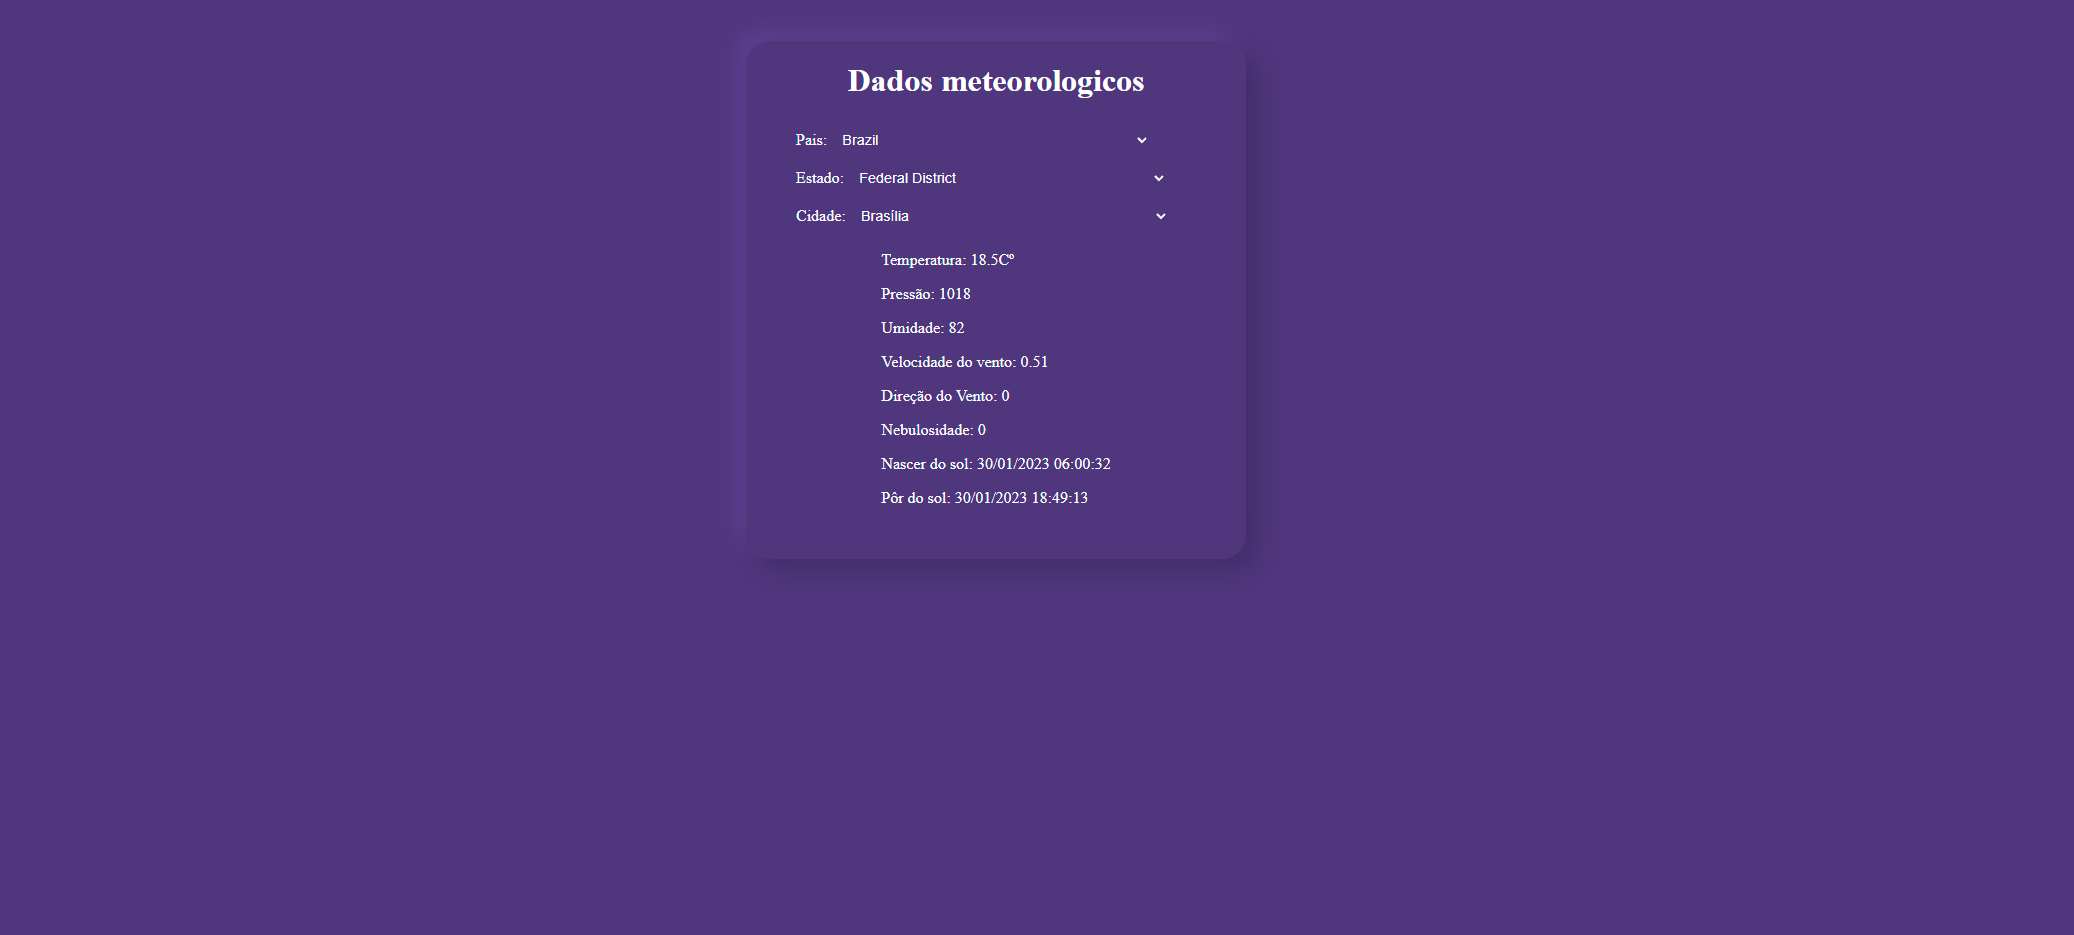 Dados meteorologicos
Pais: Brazil
Estado: Federal District
Cidade: Brasília
Temperatura: 18.5Cº
Pressão: 1018
Umidade: 82
Velocidade do vento: 0.51
Direção do Vento: 0
Nebulosidade: 0
Nascer do sol: 30/01/2023 06:00:32
Pôr do sol: 30/01/2023 18:49:13